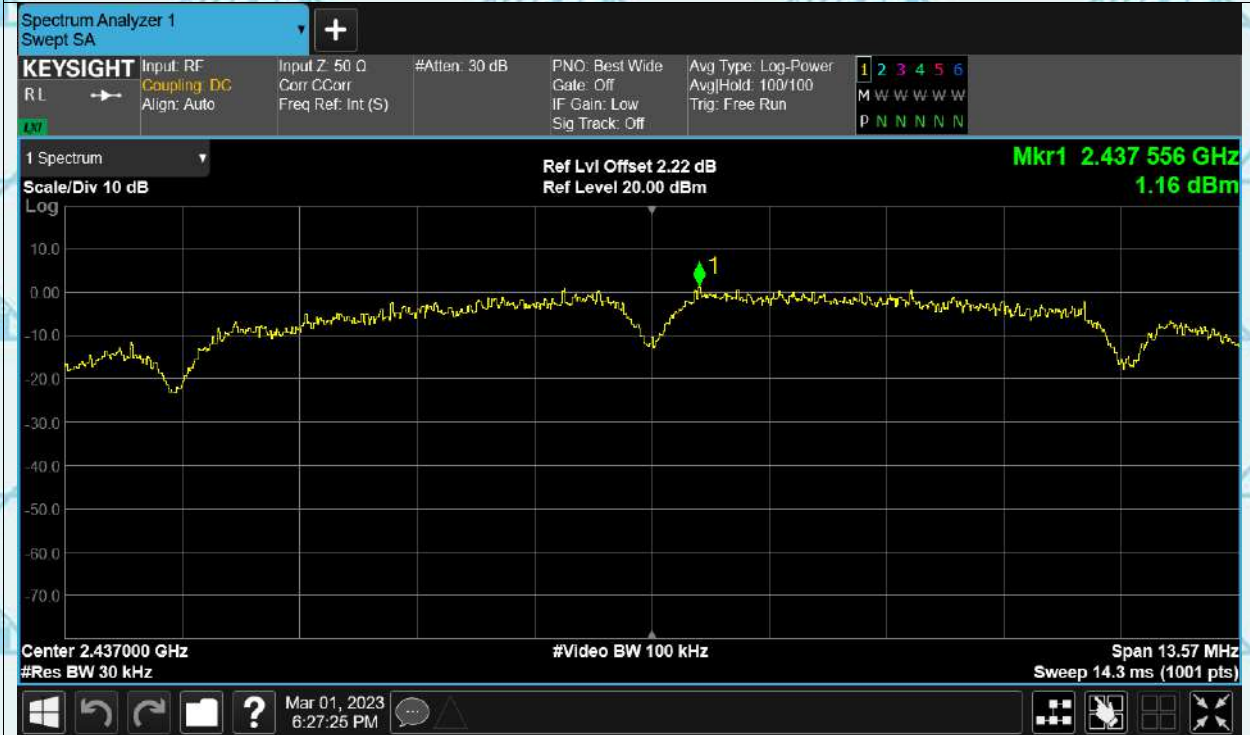 Spectrum Analyzer 1
Swept SA
KEYSIGHT
RL
LXI
Input: RF
Coupling: DC
Align: Auto
Input Z: 50 Ω
Corr CCorr
Freq Ref: Int (S)
#Atten: 30 dB
PNO: Best Wide
Gate: Off
IF Gain: Low
Sig Track: Off
Avg Type: Log-Power
Avg|Hold: 100/100
Trig: Free Run
1 2 3 4 5 6
M W W W W W
P N N N N N
1 Spectrum
Scale/Div 10 dB
Log
Ref Lvl Offset 2.22 dB
Ref Level 20.00 dBm
Mkr1 2.437 556 GHz
1.16 dBm
1
10.0
0.00
-10.0
-20.0
-30.0
-40.0
-50.0
-60.0
-70.0
Center 2.437000 GHz
#Res BW 30 kHz
#Video BW 100 kHz
Span 13.57 MHz
Sweep 14.3 ms (1001 pts)
?
Mar 01, 2023
6:27:25 PM